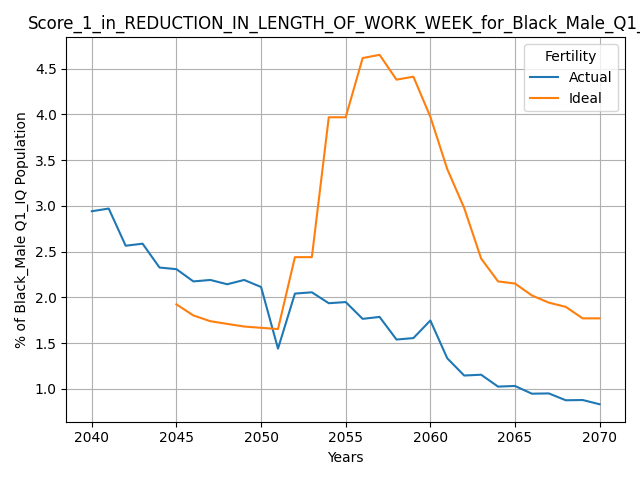 Score_1_in_REDUCTION_IN_LENGTH_OF_WORK_WEEK_for_Black_Male_Q1_
Fertility
Actual
Ideal
% of Black_Male Q1_IQ Population
4.5
4.0
3.5
3.0
2.5
2.0
1.5
1.0
2040 2045 2050 2055 2060 2065 2070
Years